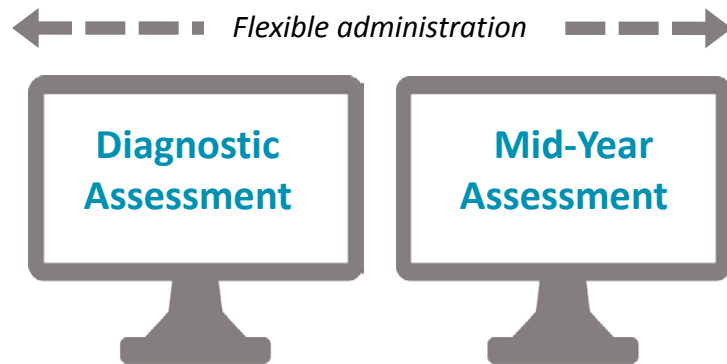 Flexible administration
Diagnostic
Assessment
Mid-Year
Assessment